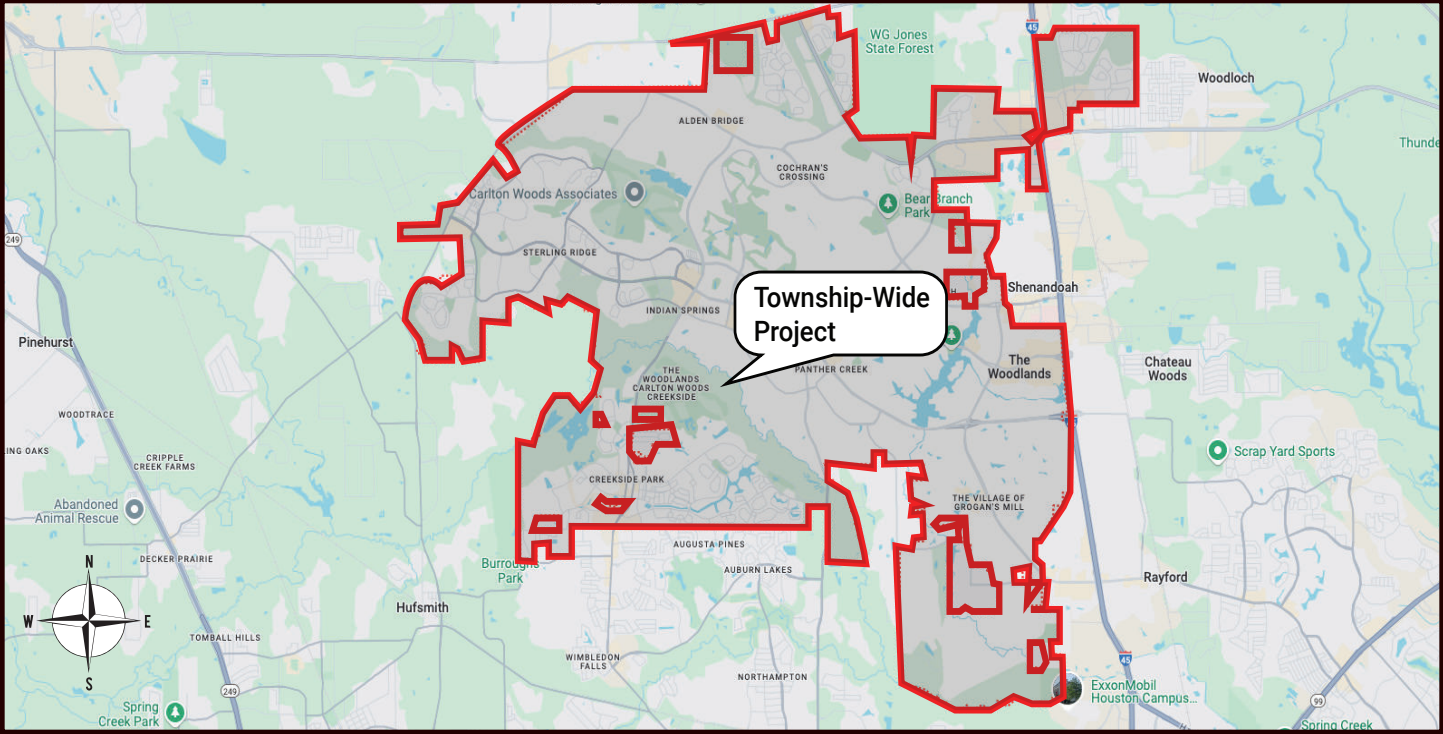 WG Jones
State Forest
45
Woodloch
ALDEN BRIDGE
Thunde
COCHRAN'S
CROSSING
Carlton Woods Associates
Bear Branch
Park
249
STERLING RIDGE
Township-Wide
Project
H
Shenandoah
INDIAN SPRINGS
Pinehurst
THE
WOODLANDS
CARLTON WOODS
CREEKSIDE
PANTHER CREEK
The
Woodlands
Chateau
Woods
WOODTRACE
ING OAKS
CRIPPLE
CREEK FARMS
Scrap Yard Sports
CREEKSIDE PARK
THE VILLAGE OF
GROGAN'S MILL
Abandoned
Animal Rescue
DECKER PRAIRIE
AUGUSTA PINES
AUBURN LAKES
Burroughs
Park
Rayford
N
W
E
S
Hufsmith
TOMBALL HILLS
WIMBLEDON
FALLS
NORTHAMPTON
45
249
ExxonMobil
Houston Campus...
99
Spring
Creek Park
Spring Creek